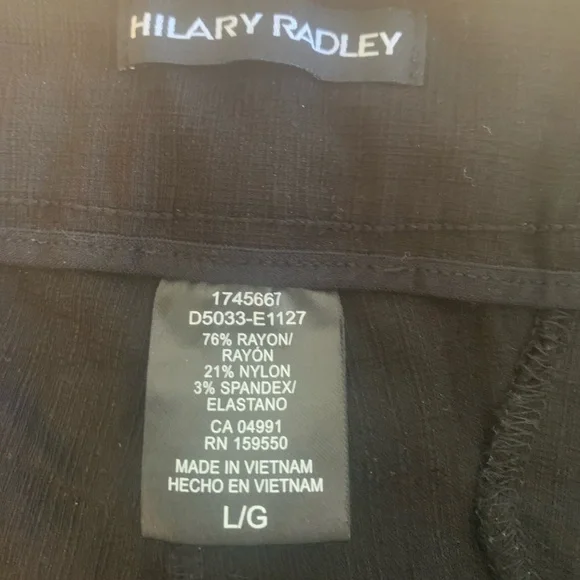 HILARY RADLEY
1745667
D5033-E1127
76% RAYON/
RAYÓN
21% NYLON
3% SPANDEX/
ELASTANO
CA 04991
RN 159550
MADE IN VIETNAM
HECHO EN VIETNAM
L/G